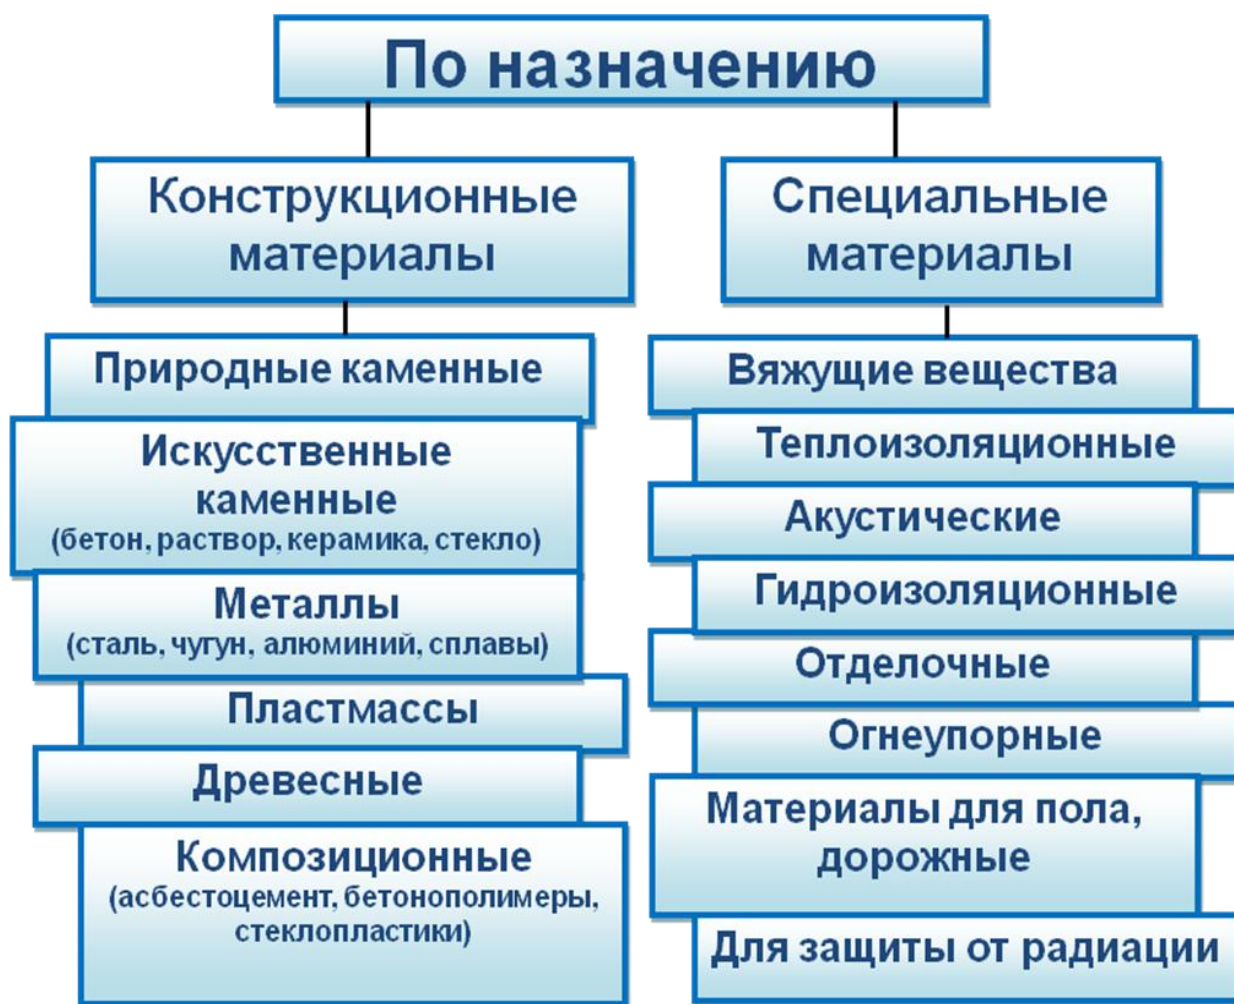 По назначению
Конструкционные
материалы
Природные каменные
Искусственные
каменные
(бетон, раствор, керамика, стекло)
Металлы
(сталь, чугун, алюминий, сплавы)
Пластмассы
Древесные
Композиционные
(асбестоцемент, бетонополимеры,
стеклопластики)
Специальные
материалы
Вяжущие вещества
Теплоизоляционные
Акустические
Гидроизоляционные
Отделочные
Огнеупорные
Материалы для пола,
дорожные
Для защиты от радиации